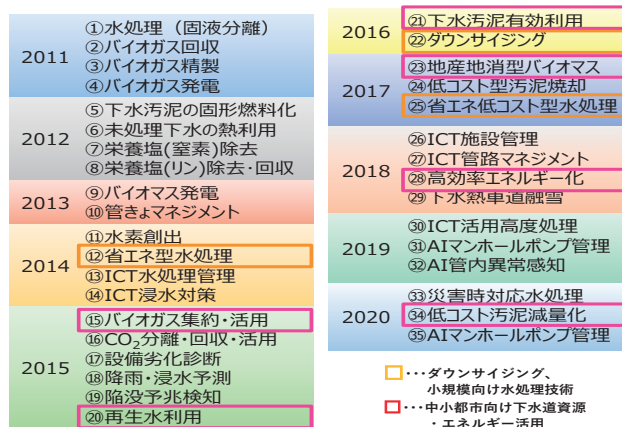 2011
①水処理（固液分離）
②バイオガス回収
③バイオガス精製
④バイオガス発電
2012
⑤下水汚泥の固形燃料化
⑥未処理下水の熱利用
⑦栄養塩(窒素)除去
⑧栄養塩(リン)除去･回収
2013
⑨バイオマス発電
⑩管きょマネジメント
2014
⑪水素創出
⑫省エネ型水処理
⑬ICT水処理管理
⑭ICT浸水対策
2015
⑮バイオガス集約･活用
⑯CO₂分離･回収･活用
⑰設備劣化診断
⑱降雨･浸水予測
⑲陥没予兆検知
⑳再生水利用
2016
㉑下水汚泥有効利用
㉒ダウンサイジング
2017
㉓地産地消型バイオマス
㉔低コスト型汚泥焼却
㉕省エネ低コスト型水処理
2018
㉖ICT施設管理
㉗ICT管路マネジメント
㉘高効率エネルギー化
㉙下水熱車道融雪
2019
㉚ICT活用高度処理
㉛AIマンホールポンプ管理
㉜AI管内異常感知
2020
㉝災害時対応水処理
㉞低コスト汚泥減量化
㉟AIマンホールポンプ管理
･･･ダウンサイジング、
小規模向け水処理技術
･･･中小都市向け下水道資源
・エネルギー活用